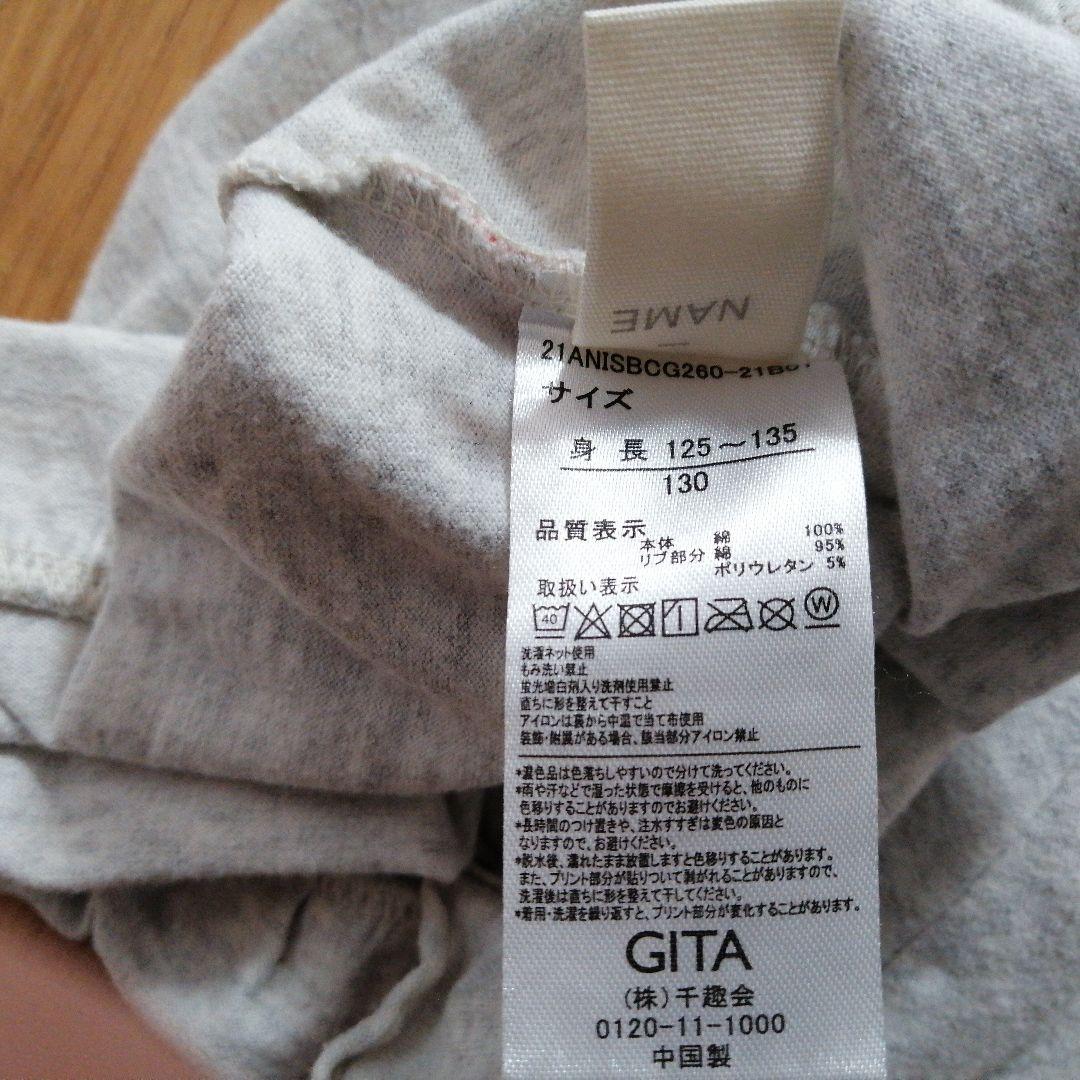 NAME
21ANISBCG260-21B
サイズ
身長 125～135
130
品質表示
本体 綿 100%
リブ部分 綿 95%
ポリウレタン 5%
取扱い表示
40
W
洗濯ネット使用
もみ洗い禁止
蛍光増白剤入り洗剤使用禁止
直ちに形を整えて干すこと
アイロンは裏から中温で当て布使用
装飾・附属がある場合、該当部分アイロン禁止
*濃色品は色落ちしやすいので分けて洗ってください。
*雨や汗などで湿った状態で摩擦を受けると、他のものに
色移りすることがありますのでお避けください。
*長時間のつけ置きや、注水すすぎは変色の原因と
なりますので、お避けください。
*脱水後、濡れたまま放置しますと色移りすることがあります。
また、プリント部分が貼りついて剥がれることがありますので、
洗濯後は直ちに形を整えて干してください。
*着用・洗濯を繰り返すと、プリント部分が変化することがあります。
GITA
(株)千趣会
0120-11-1000
中国製